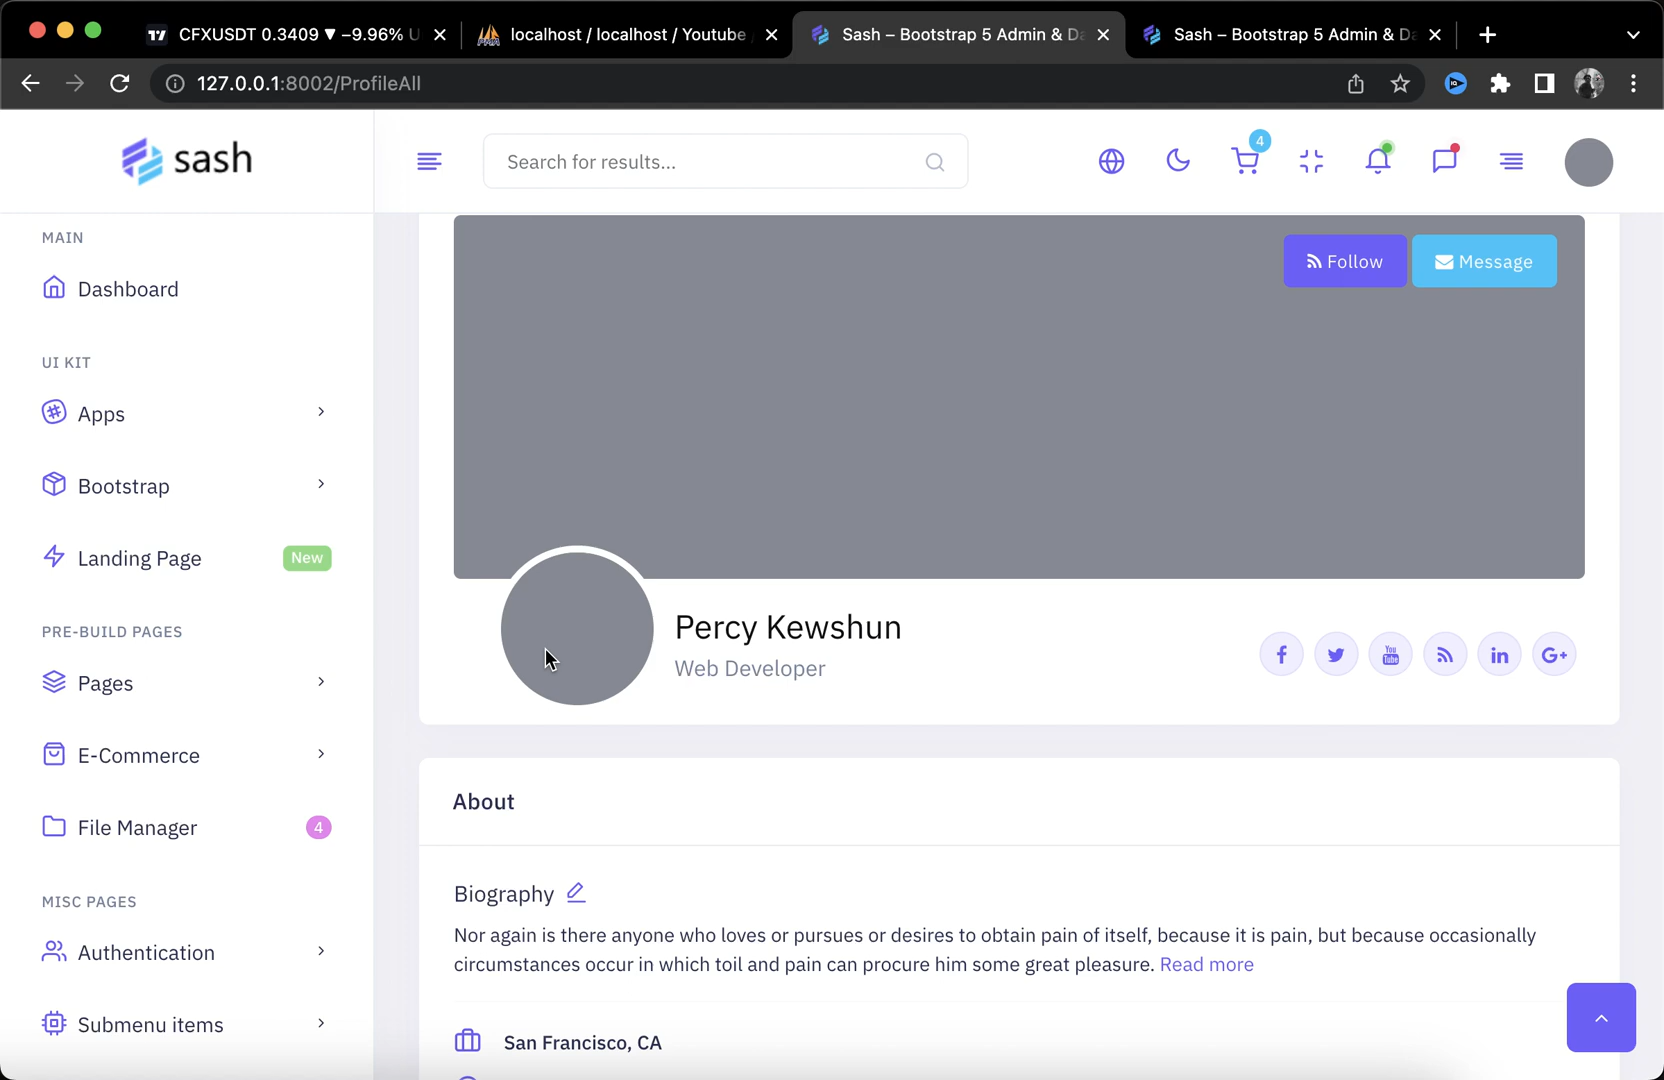 CFXUSDT 0.3409 ▼ −9.96% U
localhost / localhost / Youtube
Sash – Bootstrap 5 Admin & Da
Sash – Bootstrap 5 Admin & Da
127.0.0.1:8002/ProfileAll
sash
Search for results...
4
MAIN
Dashboard
UI KIT
Apps
Bootstrap
Landing Page New
PRE-BUILD PAGES
Pages
E-Commerce
File Manager 4
MISC PAGES
Authentication
Submenu items
Follow
Message
Percy Kewshun
Web Developer
You Tube
About
Biography
Nor again is there anyone who loves or pursues or desires to obtain pain of itself, because it is pain, but because occasionally
circumstances occur in which toil and pain can procure him some great pleasure. Read more
San Francisco, CA